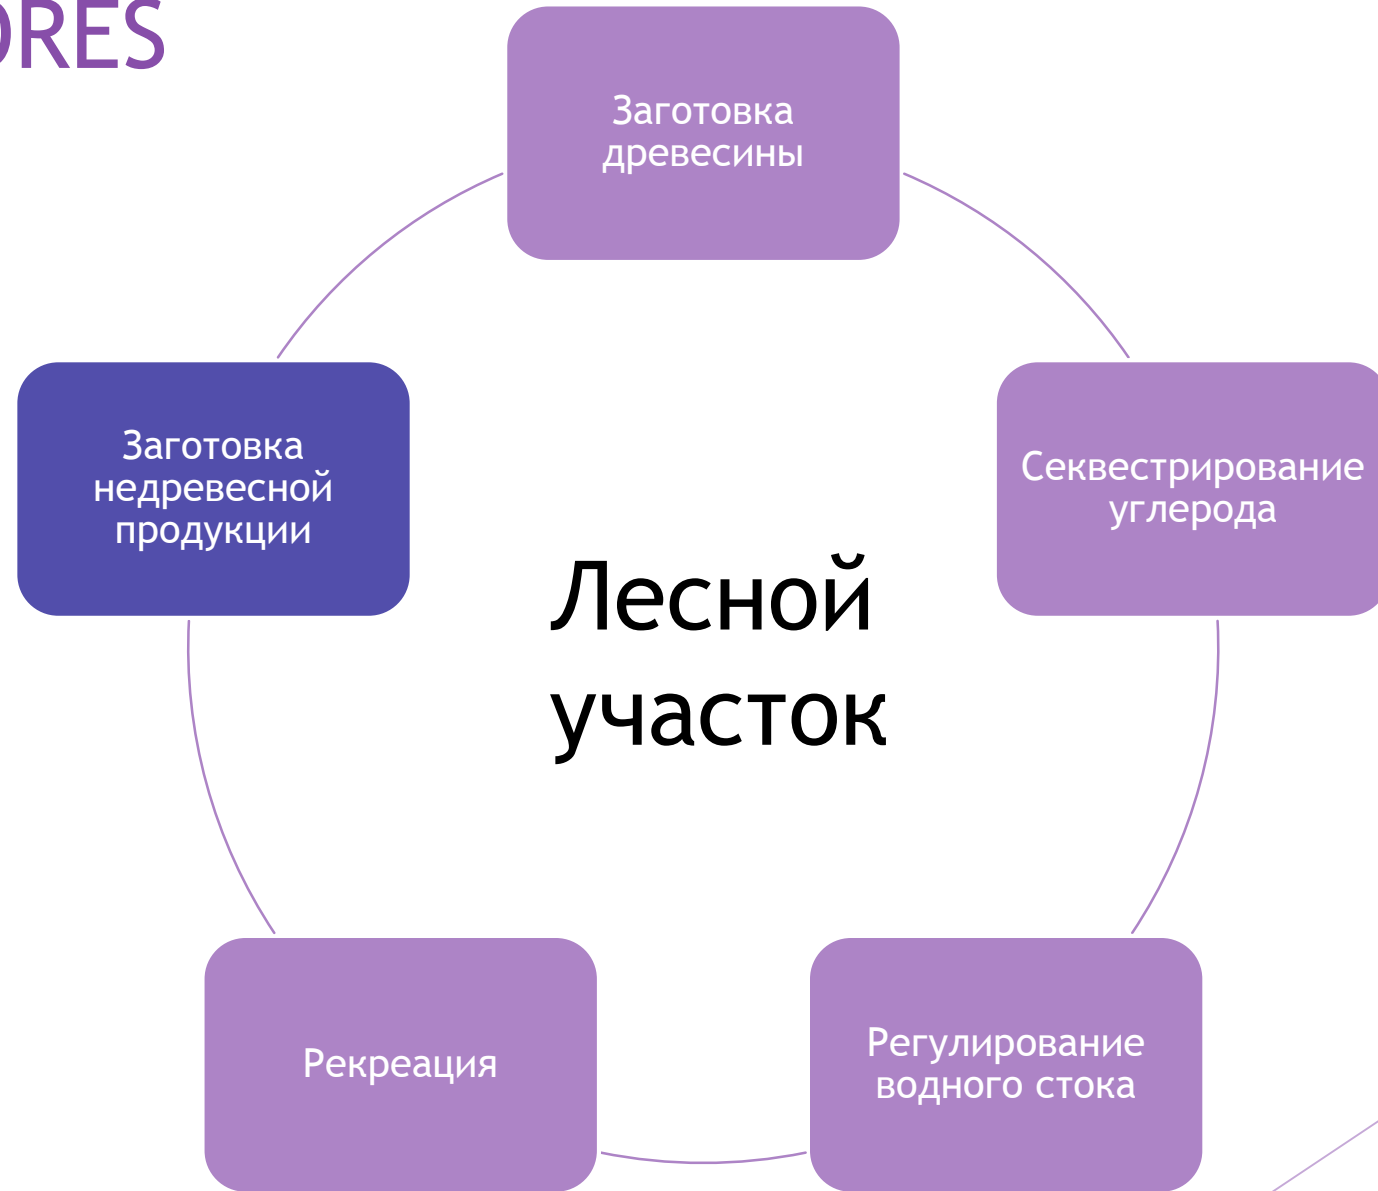 ORES
Заготовка
древесины
Заготовка
недревесной
продукции
Секвестрирование
углерода
Лесной
участок
Рекреация
Регулирование
водного стока